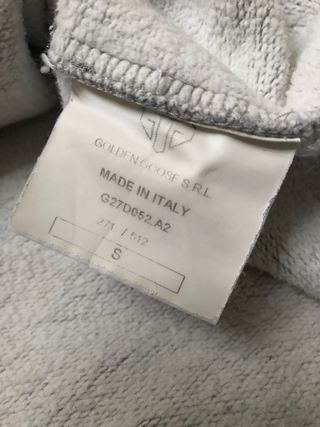 GOLDEN GOOSE S.R.L.
MADE IN ITALY
G27D052.A2
271 / 512
S